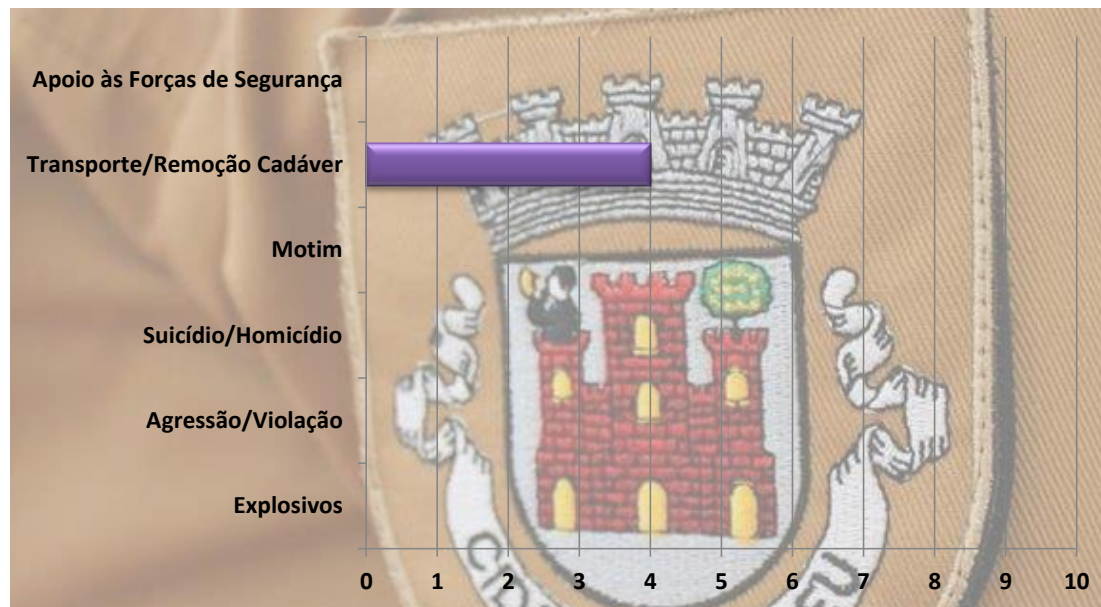 Apoio às Forças de Segurança
Transporte/Remoção Cadáver
Motim
Suicídio/Homicídio
Agressão/Violação
Explosivos
0 1 2 3 4 5 6 7 8 9 10